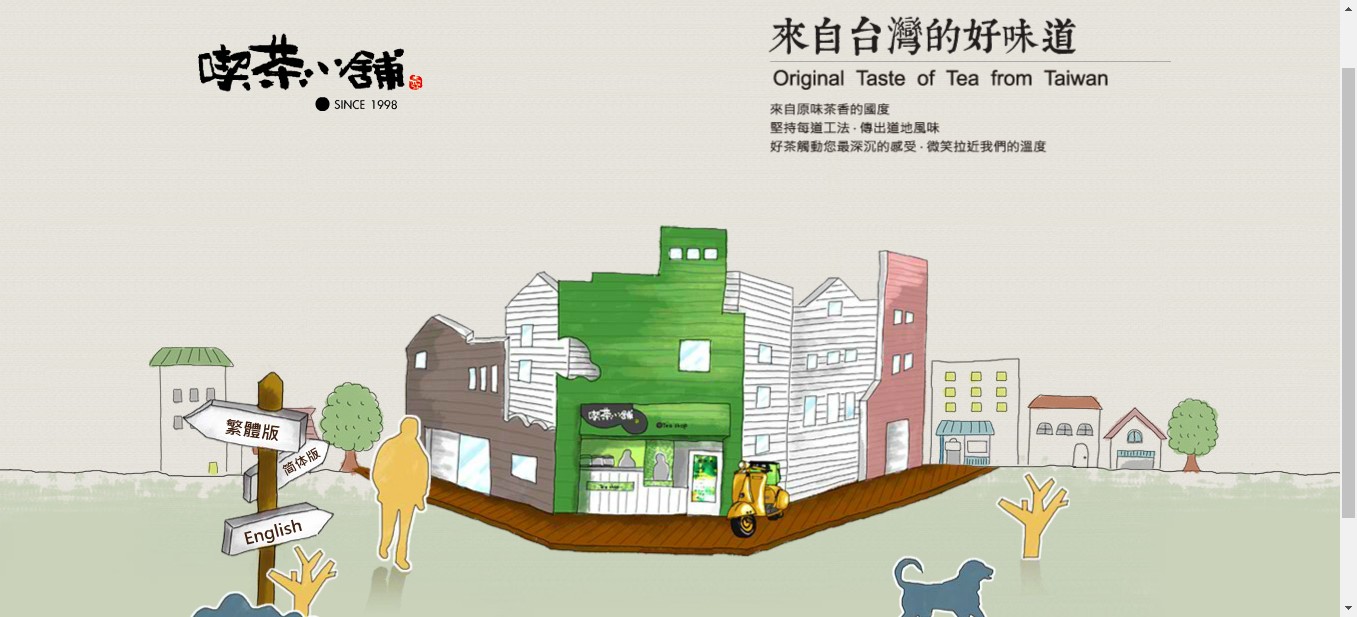 喫茶小舖
SINCE 1998
來自台灣的好味道
Original Taste of Tea from Taiwan
來自原味茶香的國度
堅持每道工法 · 傳出道地風味
好茶觸動您最深沉的感受 · 微笑拉近我們的溫度
喫茶小舖
Tea shop
繁體版
简体版
English